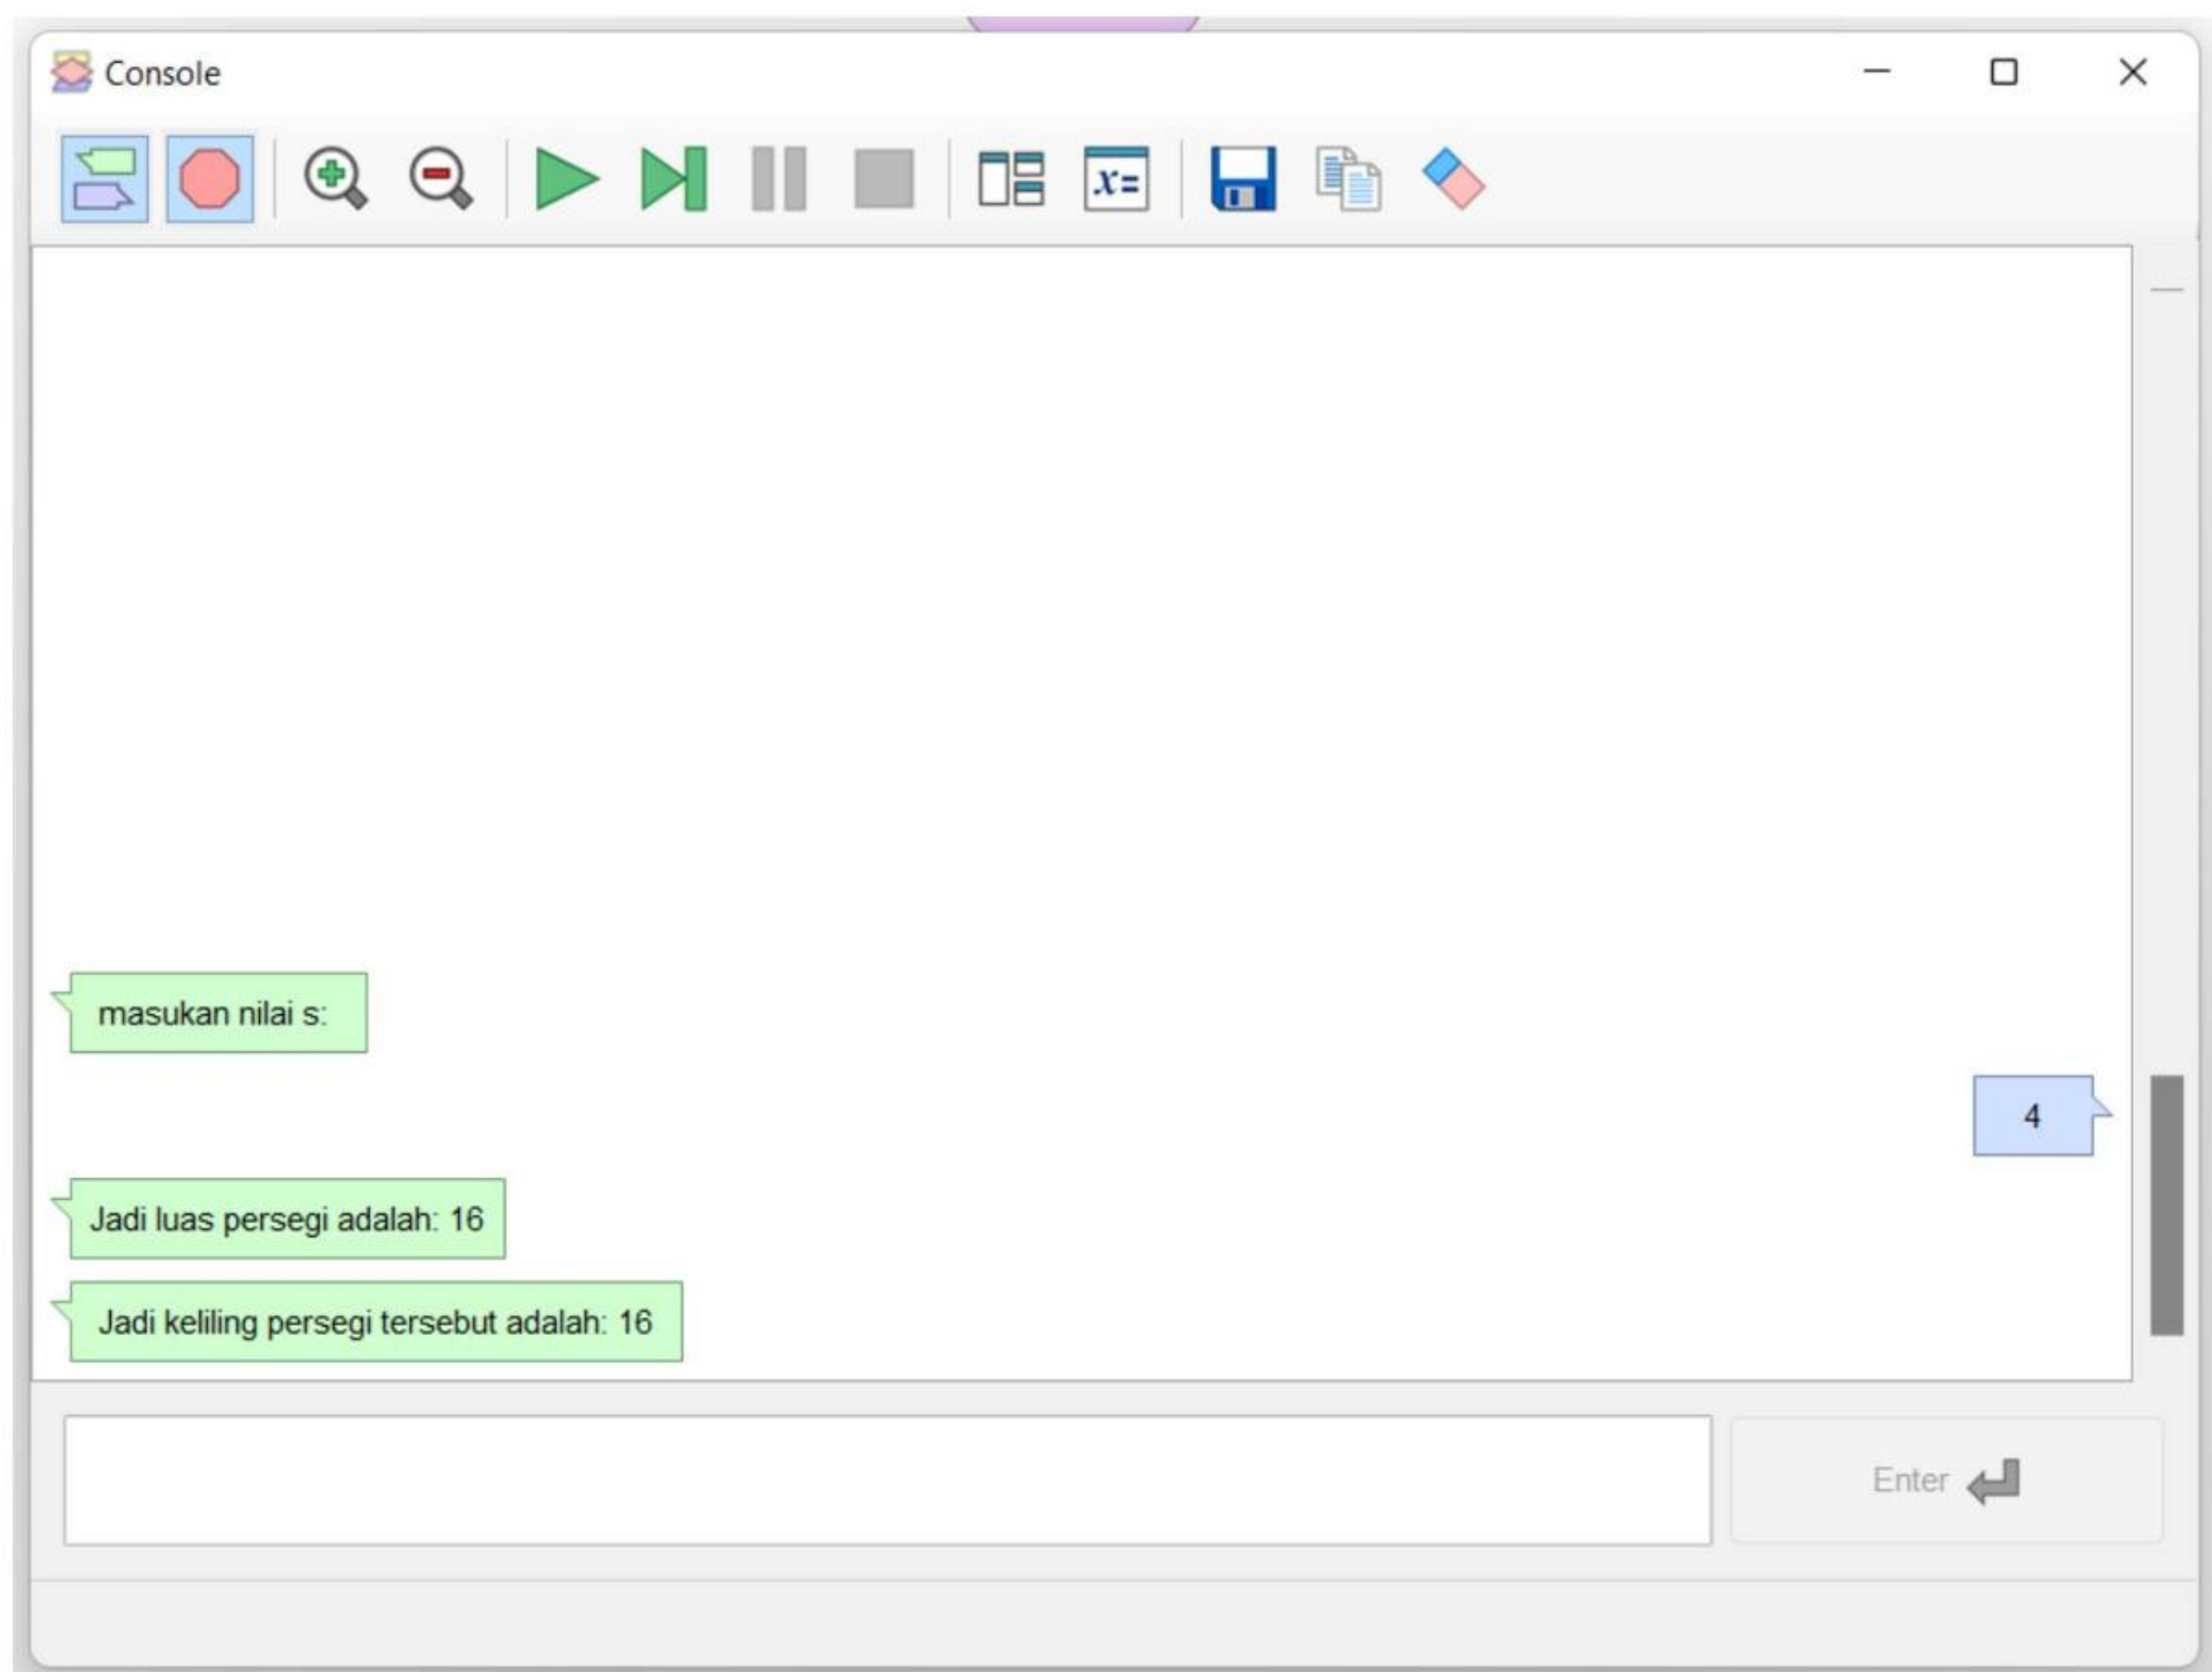 Console
x=
masukan nilai s:
4
Jadi luas persegi adalah: 16
Jadi keliling persegi tersebut adalah: 16
Enter